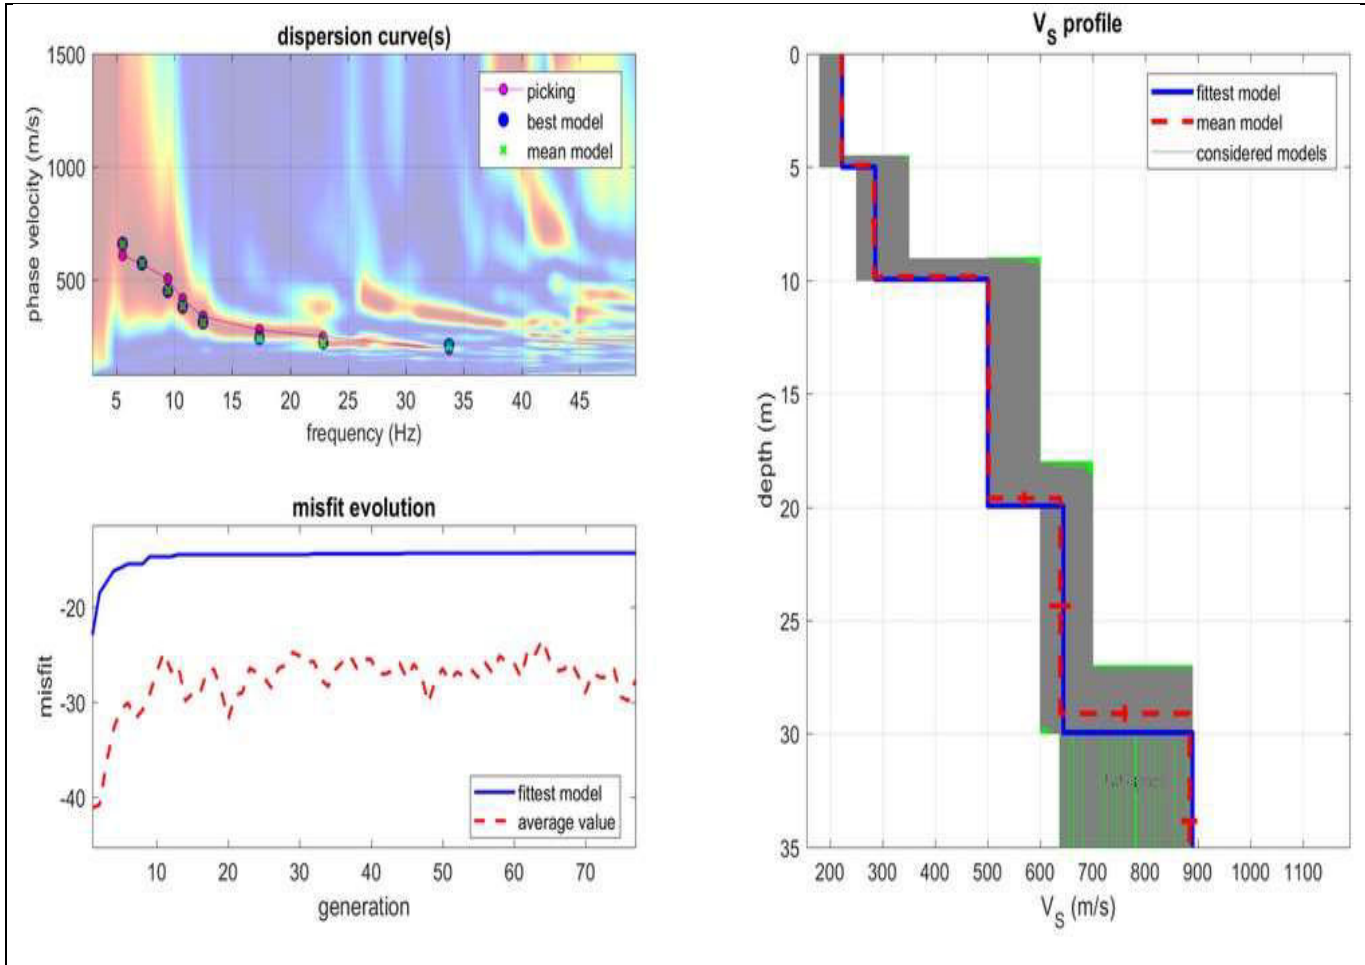 dispersion curve(s)
1500
1000
500
phase velocity (m/s)
picking
best model
mean model
5 10 15 20 25 30 35 40 45
frequency (Hz)
misfit evolution
-20
-30
-40
misfit
fittest model
average value
10 20 30 40 50 60 70
generation
VS profile
0
5
10
15
20
25
30
35
depth (m)
fittest model
mean model
considered models
200 300 400 500 600 700 800 900 1000 1100
VS (m/s)